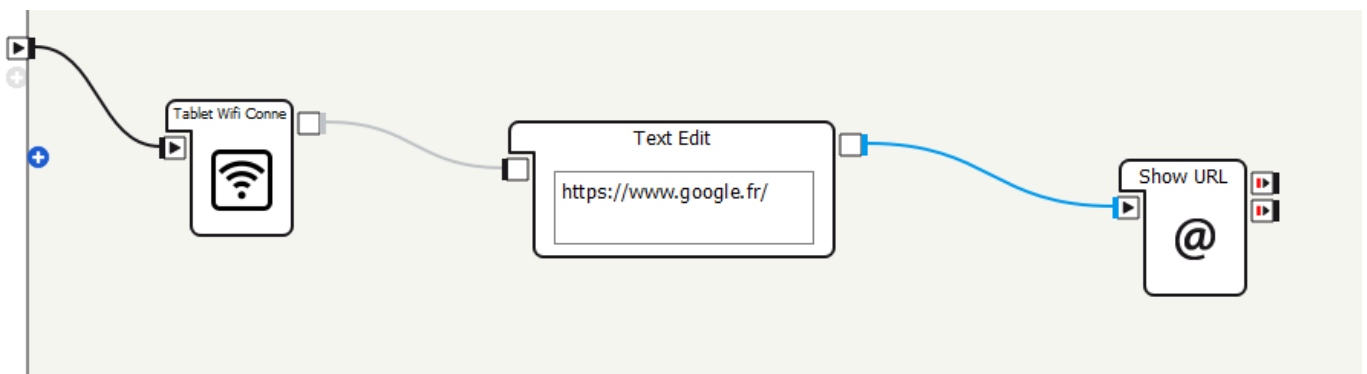 Tablet Wifi Conne
Text Edit
https://www.google.fr/
Show URL
@